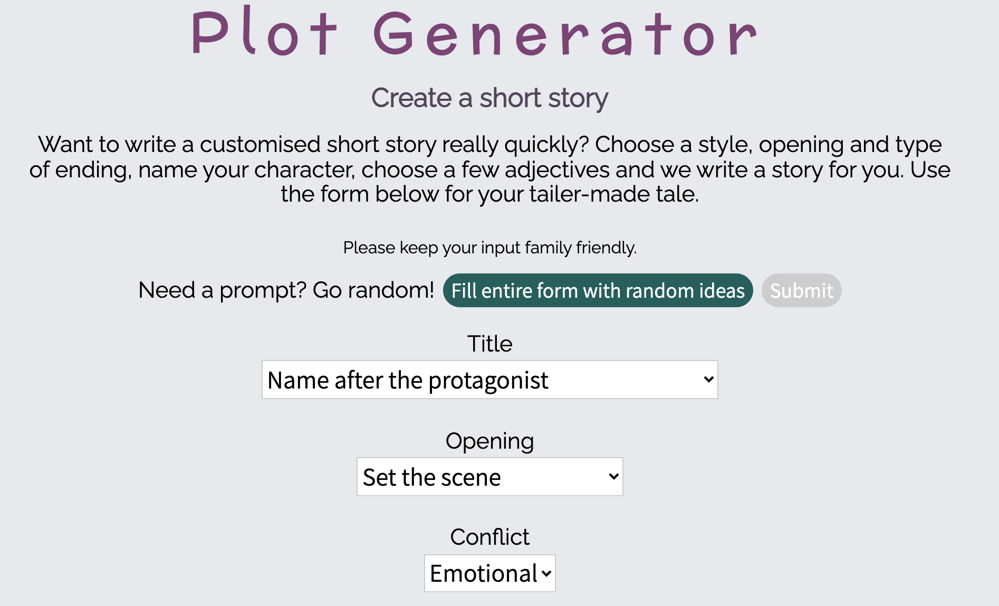 Plot Generator
Create a short story
Want to write a customised short story really quickly? Choose a style, opening and type
of ending, name your character, choose a few adjectives and we write a story for you. Use
the form below for your tailer-made tale.
Please keep your input family friendly.
Need a prompt? Go random! Fill entire form with random ideas Submit
Title
Name after the protagonist
Opening
Set the scene
Conflict
Emotional